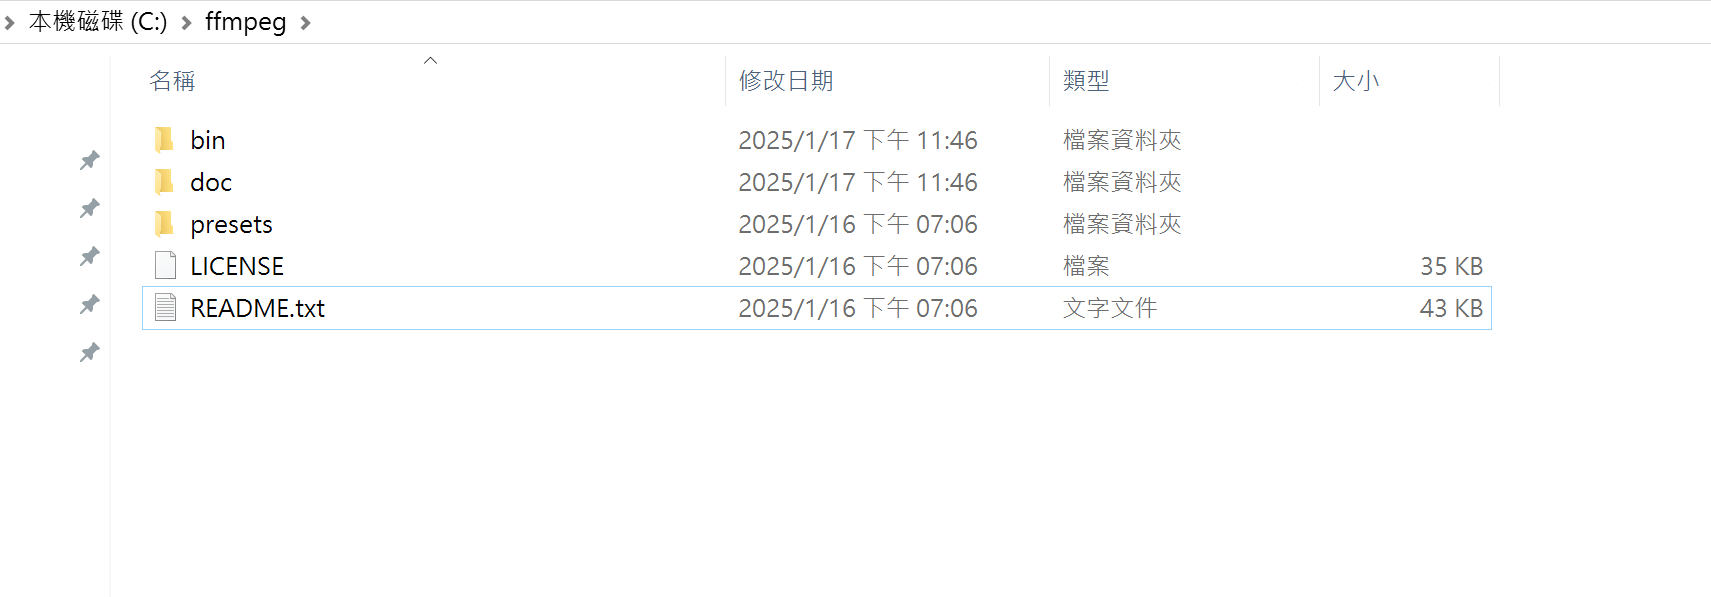 本機磁碟 (C:) ffmpeg
名稱 修改日期 類型 大小
bin 2025/1/17 下午 11:46 檔案資料夾
doc 2025/1/17 下午 11:46 檔案資料夾
presets 2025/1/16 下午 07:06 檔案資料夾
LICENSE 2025/1/16 下午 07:06 檔案 35 KB
README.txt 2025/1/16 下午 07:06 文字文件 43 KB